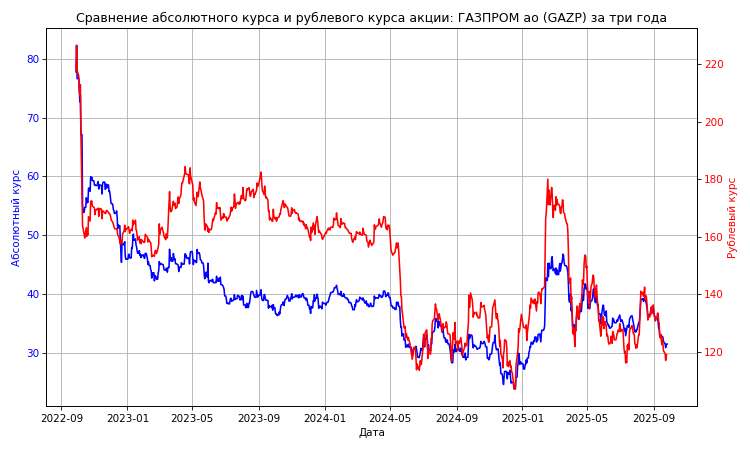 Сравнение абсолютного курса и рублевого курса акции: ГАЗПРОМ ао (GAZP) за три года
Абсолютный курс
80
70
60
50
40
30
220
200
180
160
140
120
Рублевый курс
2022-09 2023-01 2023-05 2023-09 2024-01 2024-05 2024-09 2025-01 2025-05 2025-09
Дата